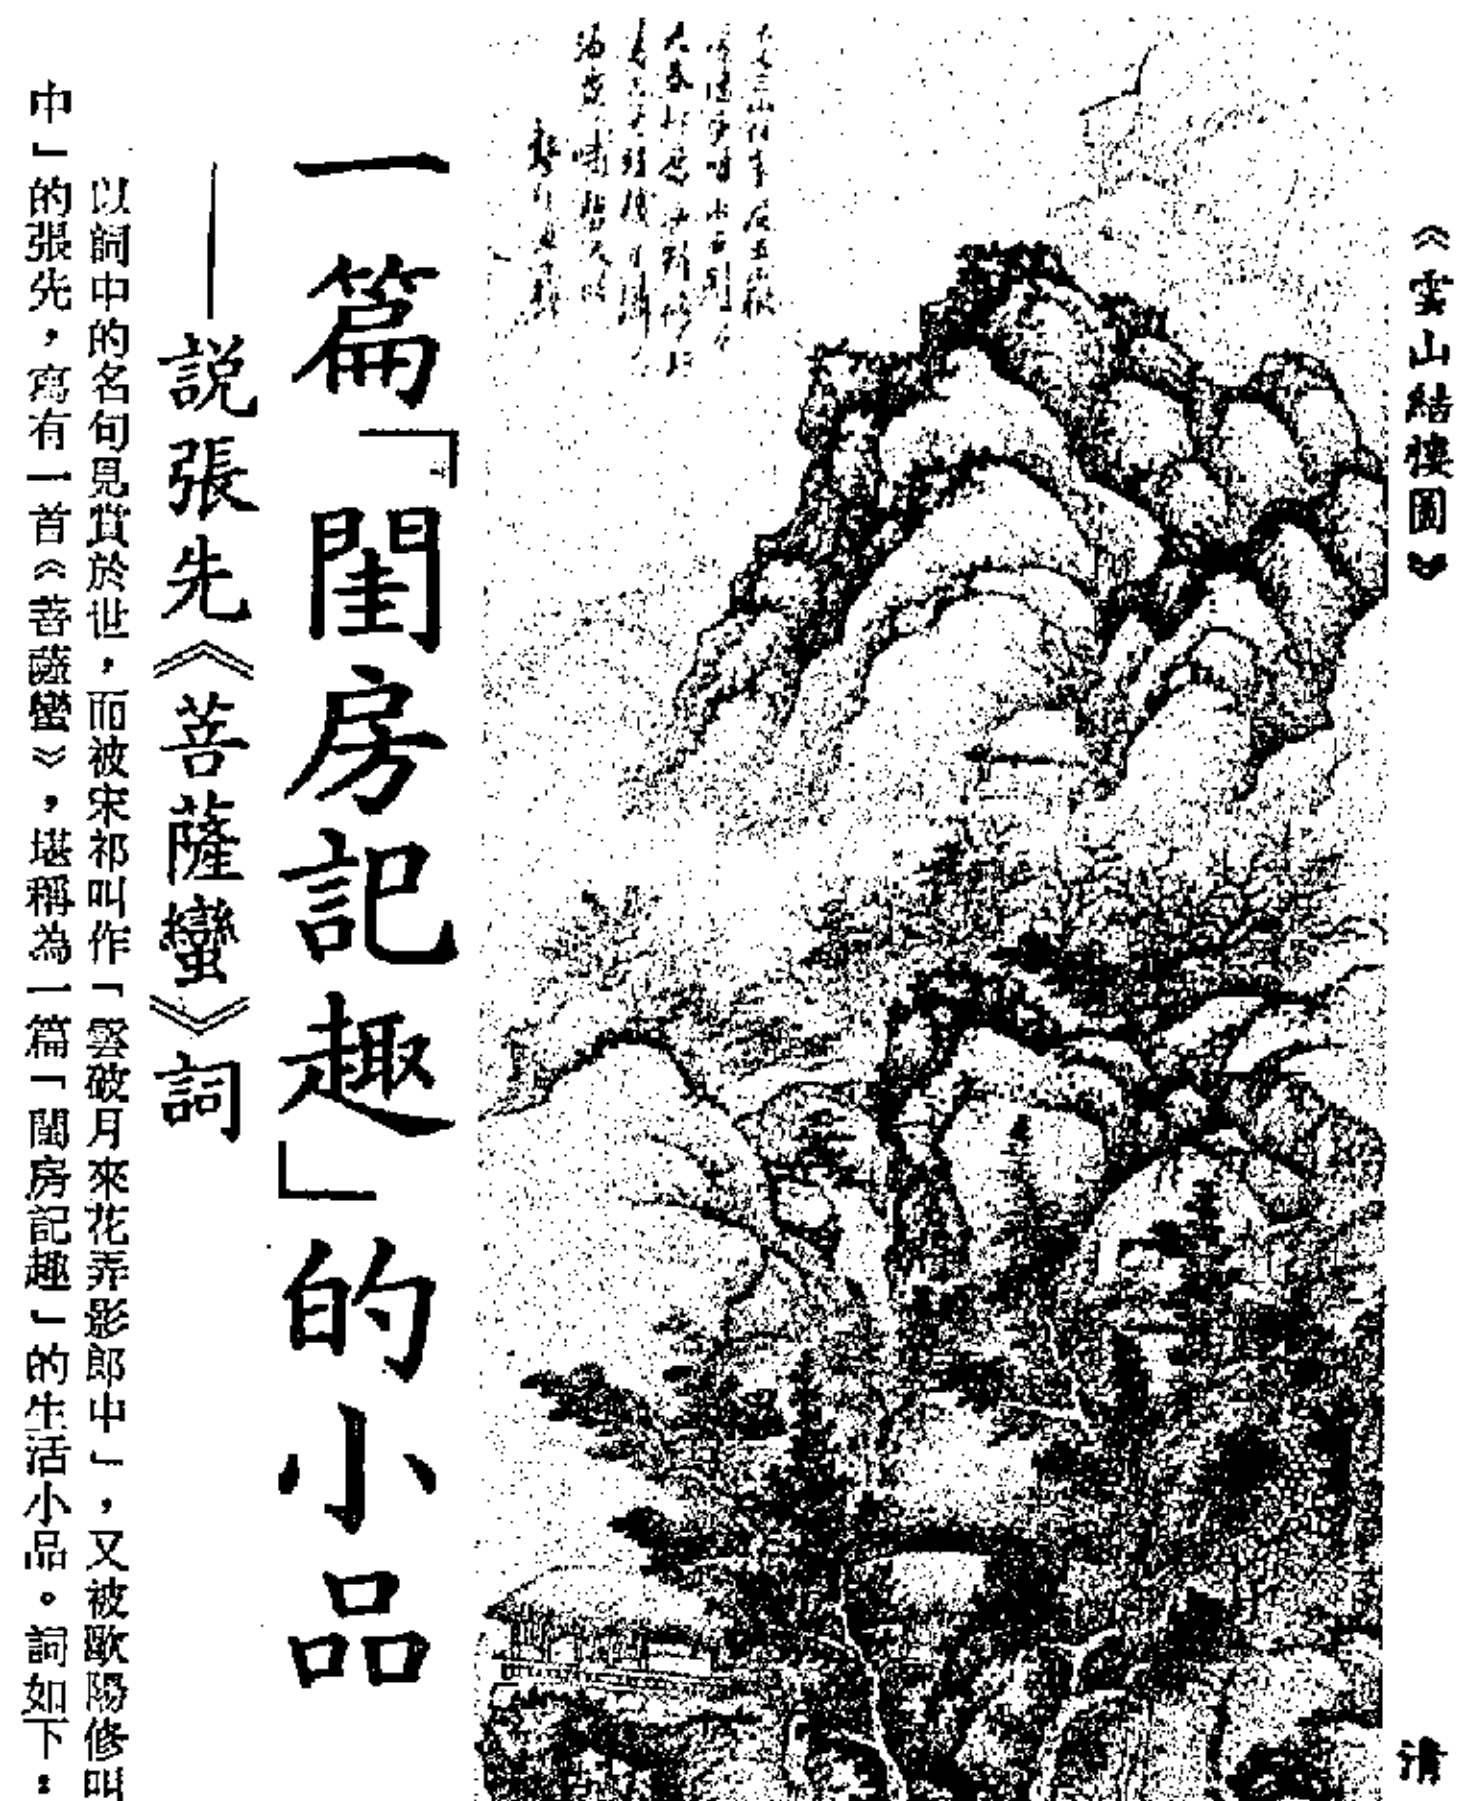 《雲山結樓圖》
清
一篇「閨房記趣」的小品
——説張先《菩薩蠻》詞
以詞中的名句見賞於世，而被宋祁叫作「雲破月來花弄影郎中」，又被歐陽修叫
中」的張先，寫有一首《菩薩蠻》，堪稱為一篇「閨房記趣」的生活小品。詞如下：